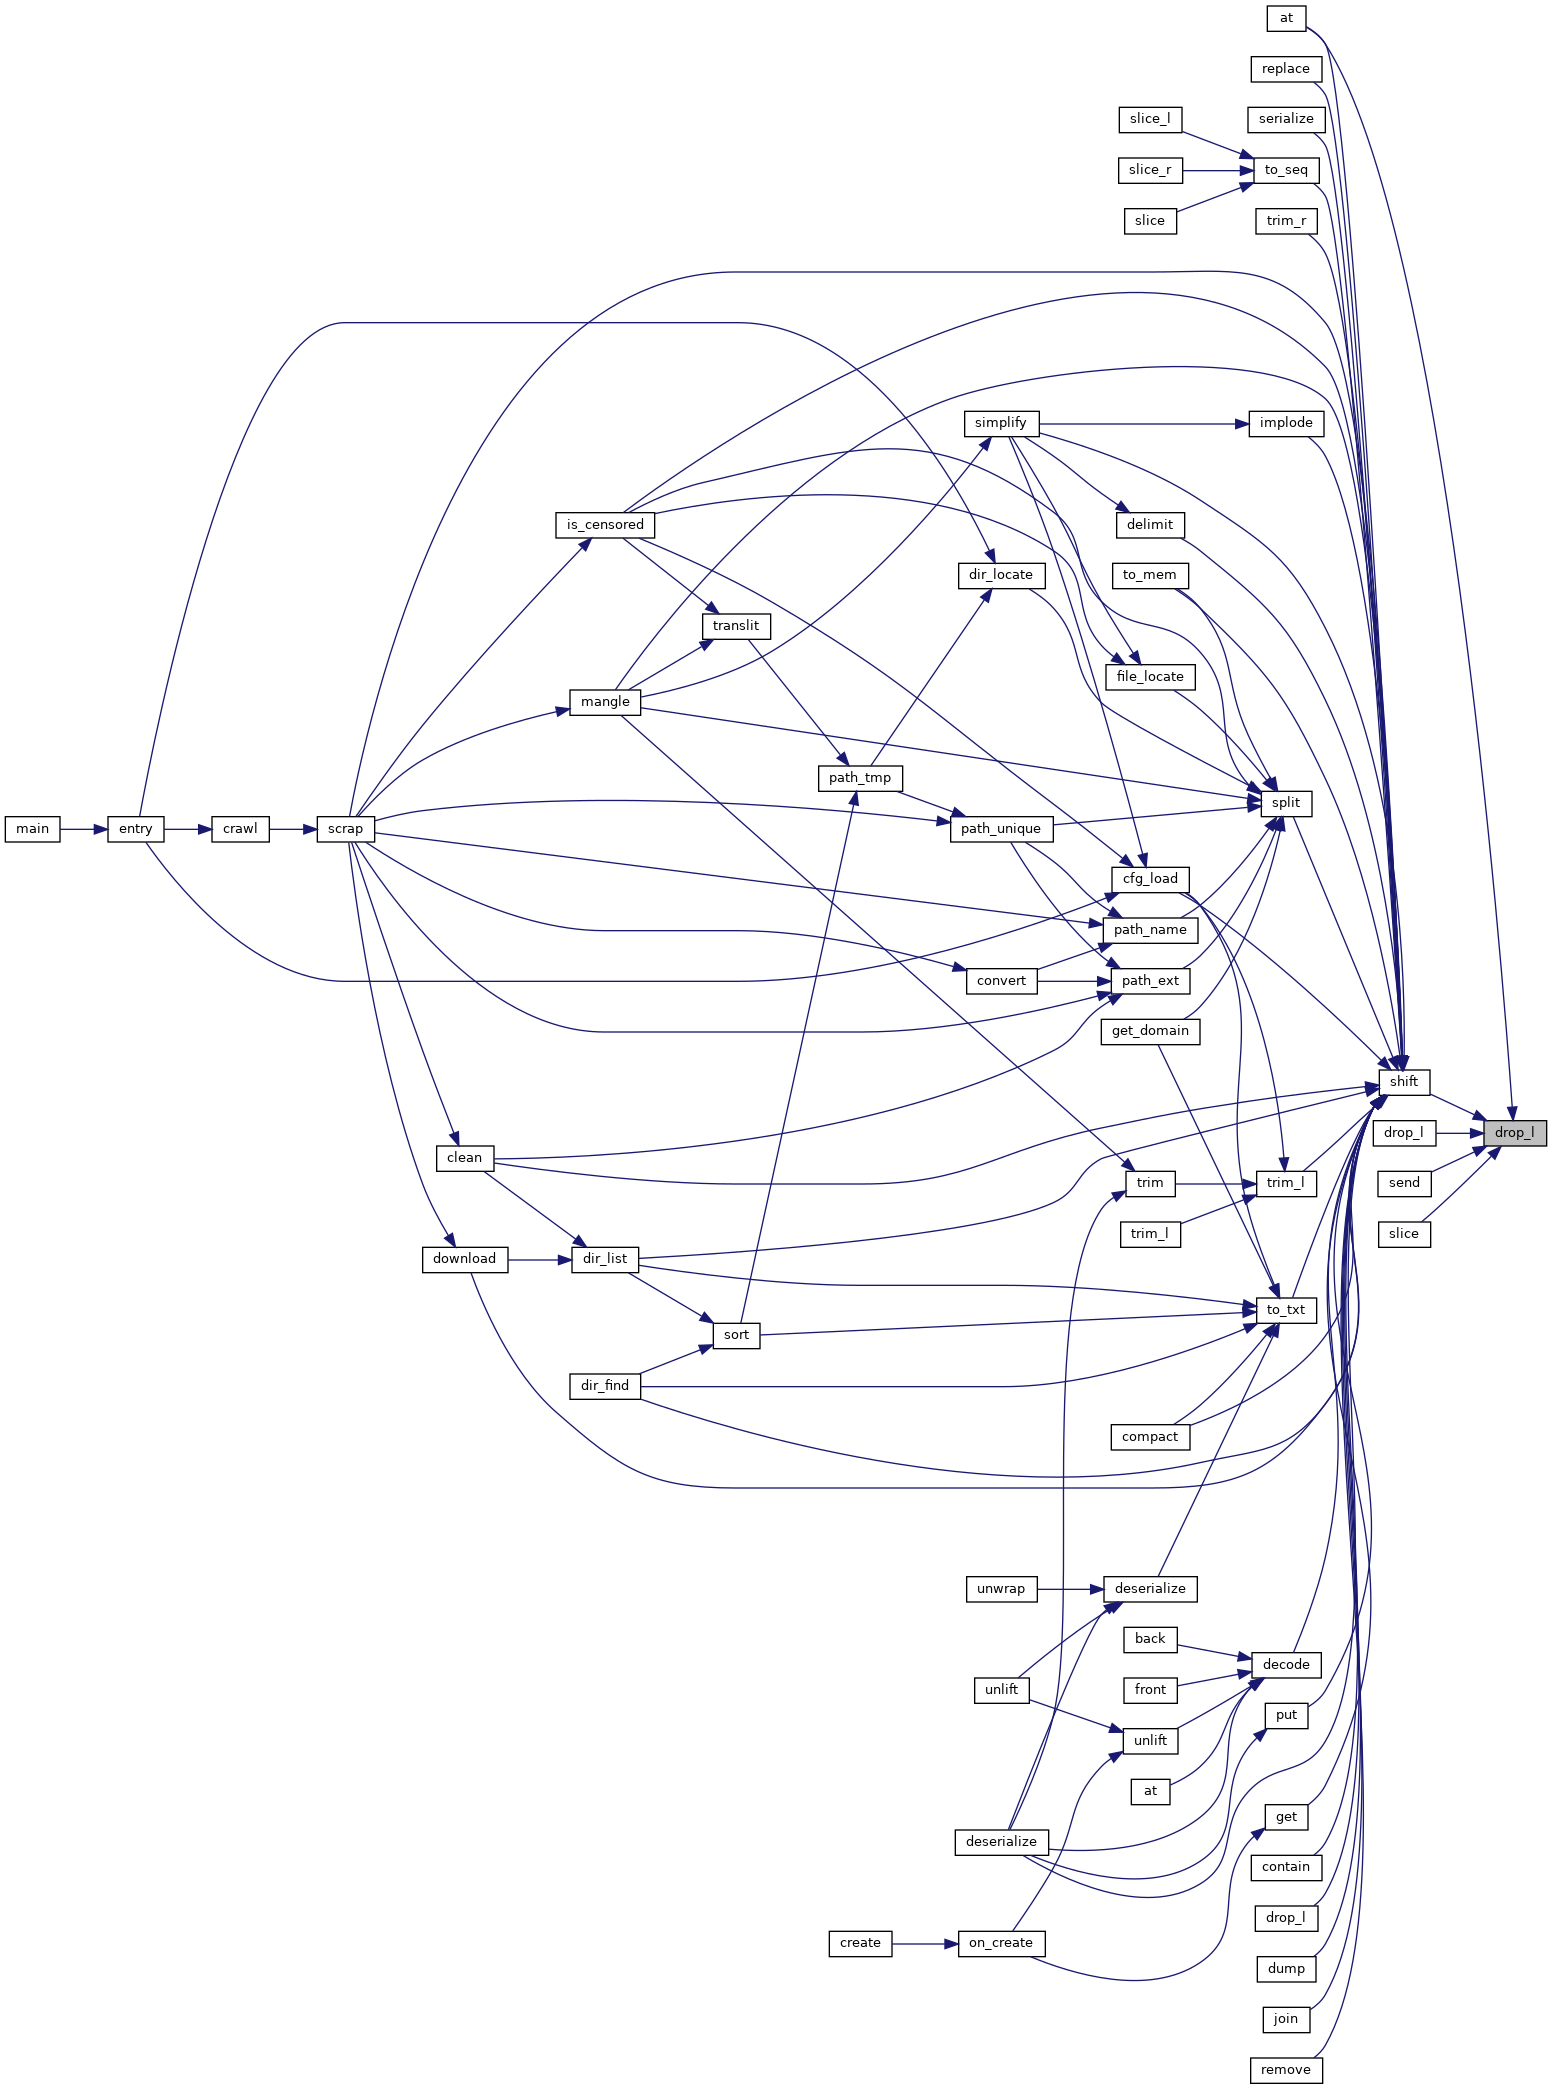 at
replace
slice_l
serialize
slice_r
to_seq
slice
trim_r
simplify
implode
is_censored
delimit
dir_locate
to_mem
translit
file_locate
mangle
path_tmp
split
main
entry
crawl
scrap
path_unique
cfg_load
path_name
convert
path_ext
get_domain
shift
drop_l
drop_l
clean
trim
trim_l
send
trim_l
slice
download
dir_list
to_txt
sort
dir_find
compact
unwrap
deserialize
back
decode
unlift
front
put
unlift
at
get
deserialize
contain
drop_l
create
on_create
dump
join
remove